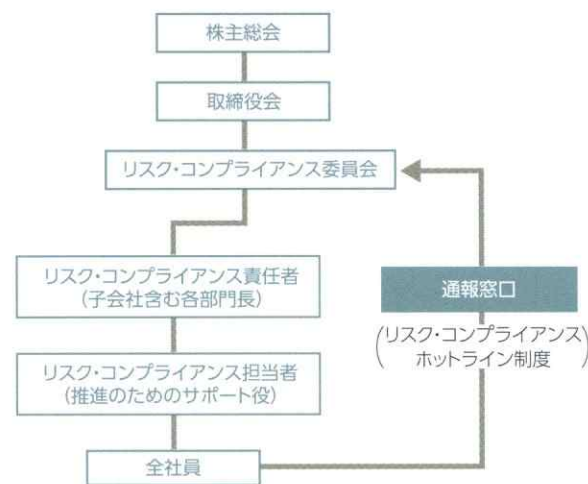 株主総会
取締役会
リスク・コンプライアンス委員会
リスク・コンプライアンス責任者
(子会社含む各部門長)
リスク・コンプライアンス担当者
(推進のためのサポート役)
全社員
通報窓口
(リスク・コンプライアンス
ホットライン制度)